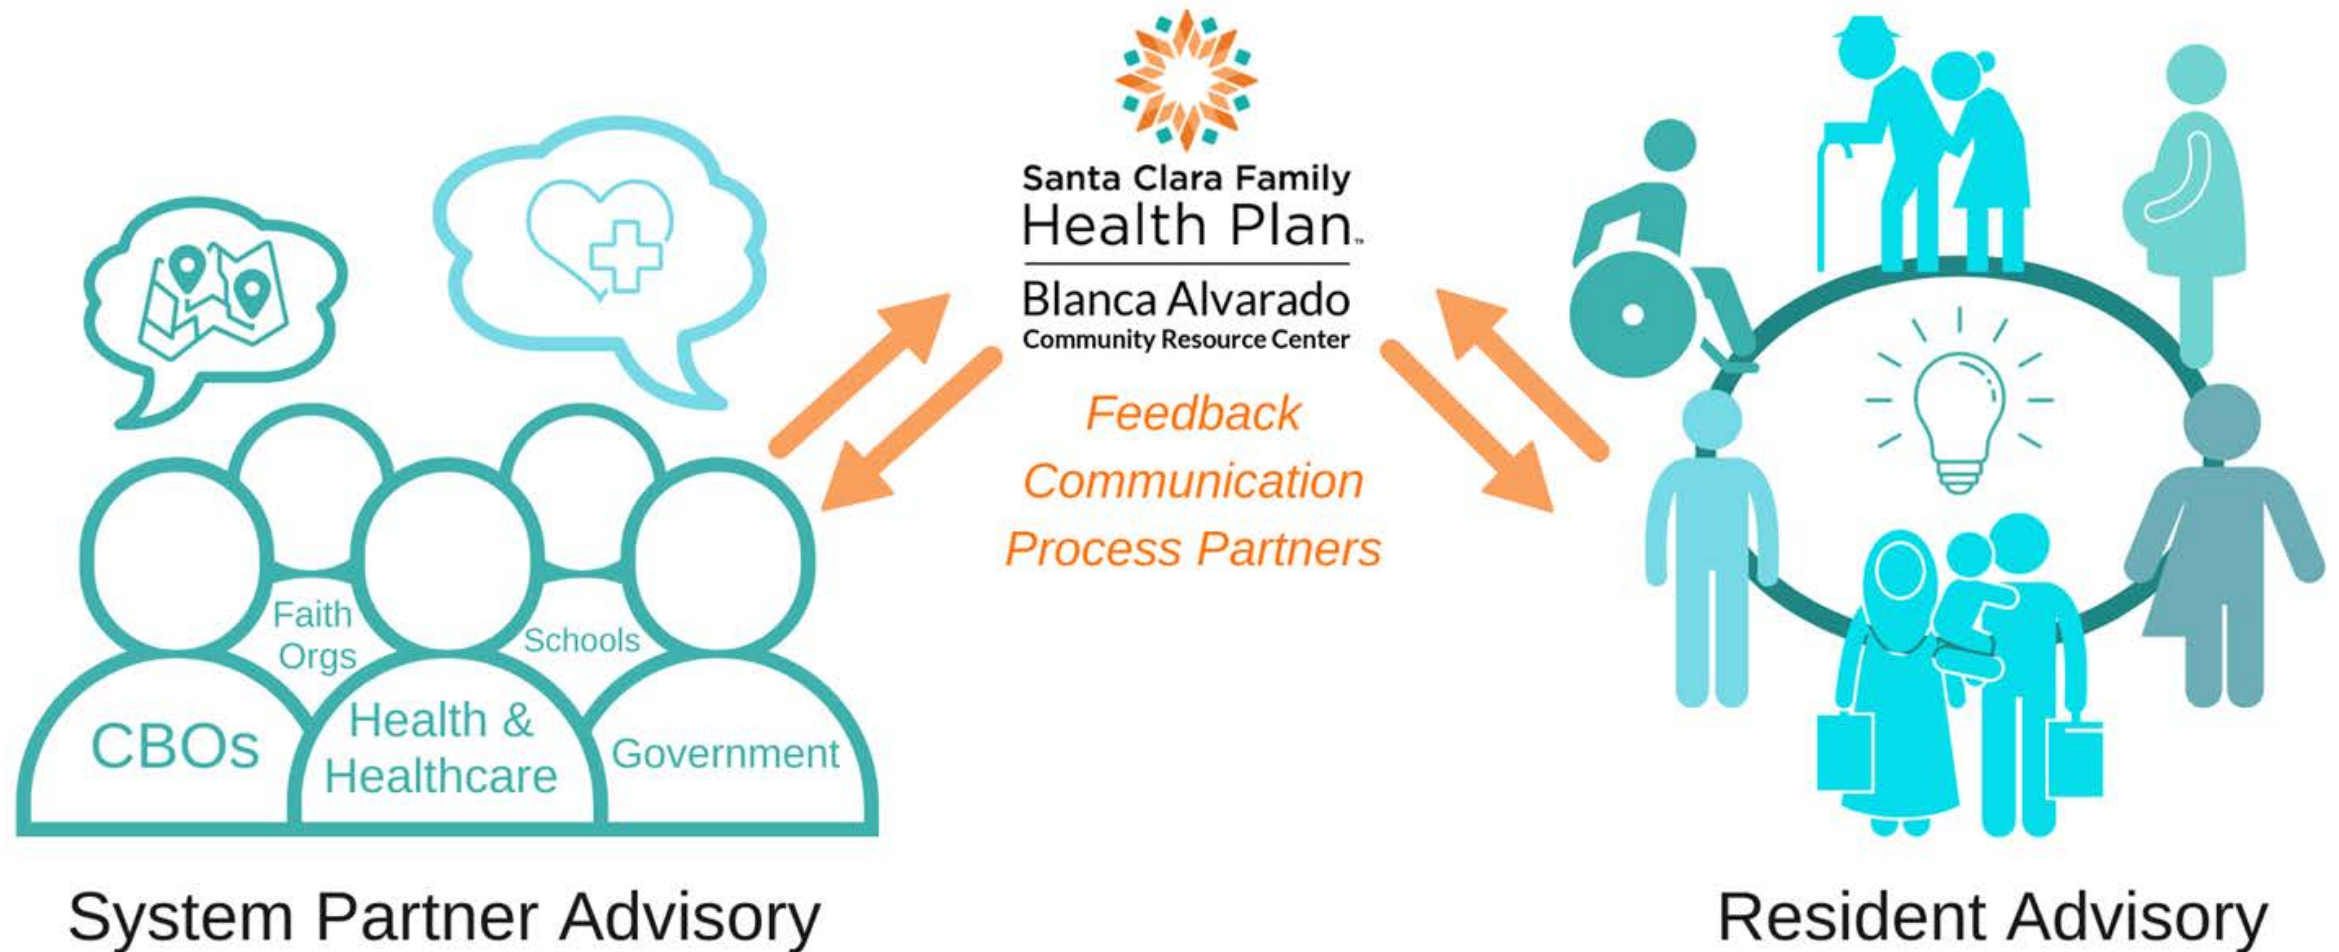 Santa Clara Family
Health Plan™
Blanca Alvarado
Community Resource Center
Feedback
Communication
Process Partners
Faith
Orgs
Schools
CBOs
Health &
Healthcare
Government
System Partner Advisory
Resident Advisory